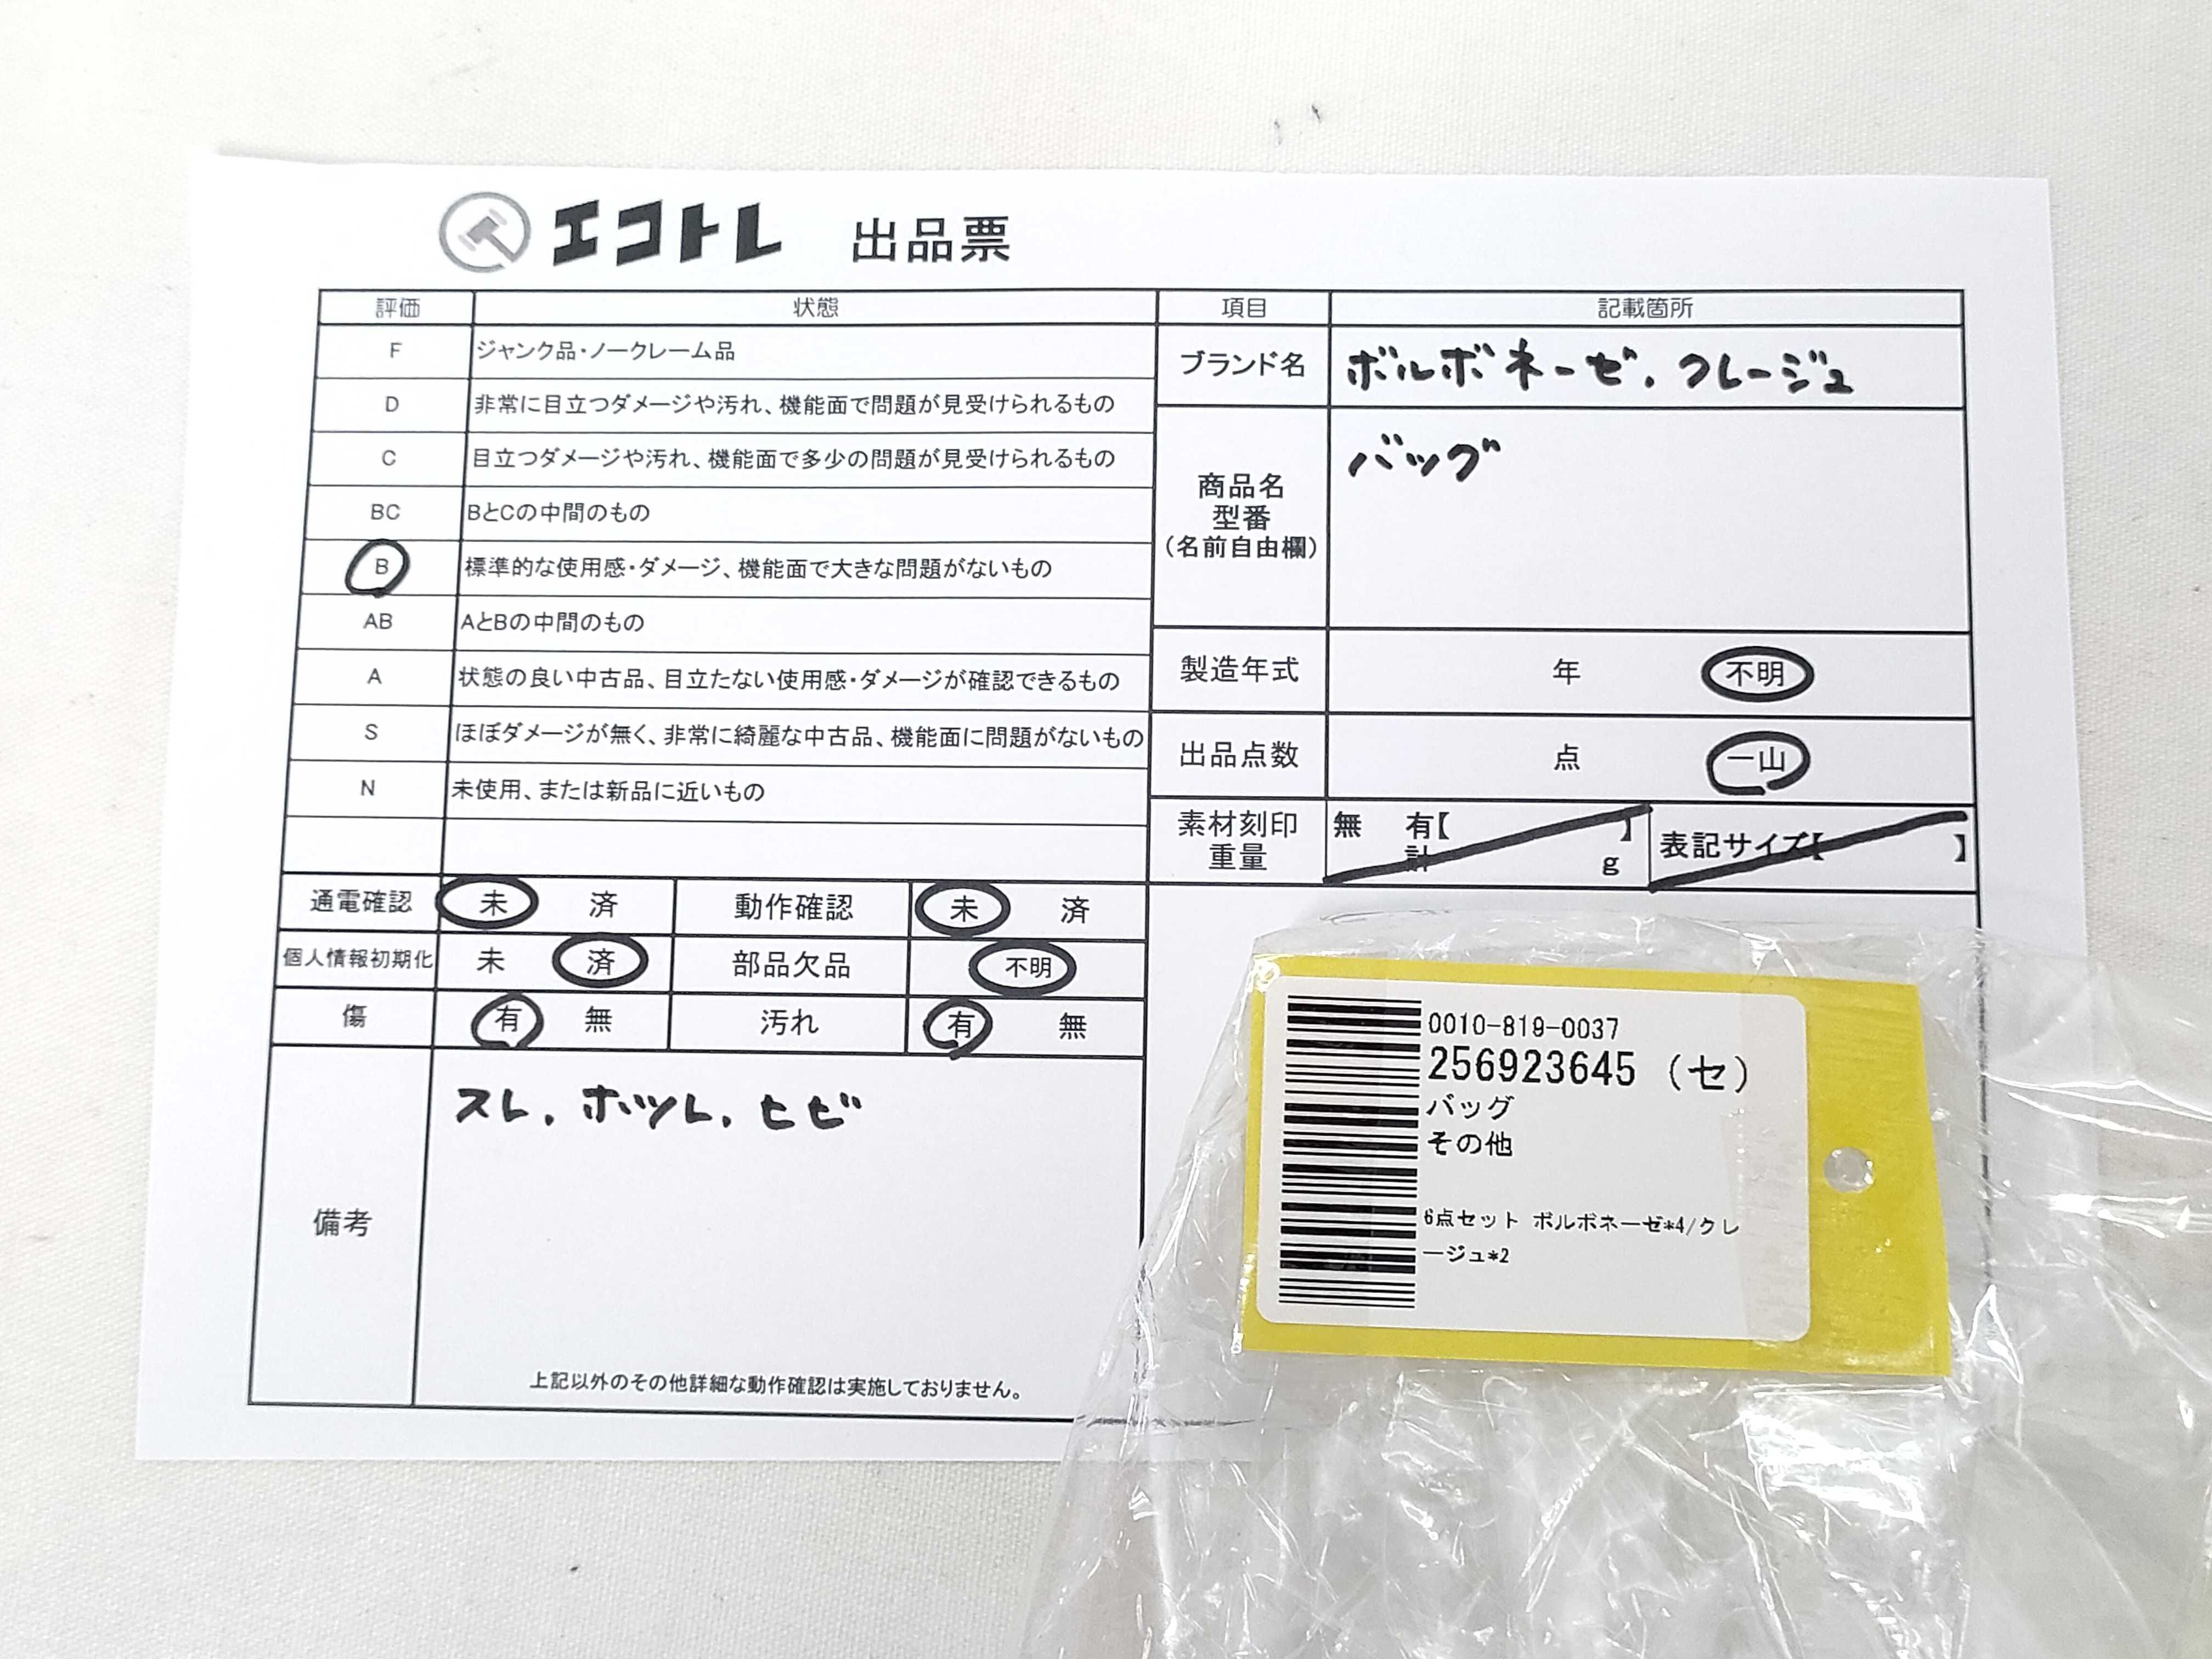 エコトレ 出品票
評価 状態
F ジャンク品・ノークレーム品
D 非常に目立つダメージや汚れ、機能面で問題が見受けられるもの
C 目立つダメージや汚れ、機能面で多少の問題が見受けられるもの
BC BとCの中間のもの
B 標準的な使用感・ダメージ、機能面で大きな問題がないもの
AB AとBの中間のもの
A 状態の良い中古品、目立たない使用感・ダメージが確認できるもの
S ほぼダメージが無く、非常に綺麗な中古品、機能面に問題がないもの
N 未使用、または新品に近いもの
項目 記載箇所
ブランド名 ボルボネーゼ、クレージュ
商品名
型番
(名前自由欄)
バッグ
製造年式 年 不明
出品点数 点 一山
素材刻印
重量
無 有【 】
計 g
表記サイズ【 】
通電確認 未 済 動作確認 未 済
個人情報初期化 未 済 部品欠品 不明
傷 有 無 汚れ 有 無
備考
スレ、ホツレ、ヒビ
上記以外のその他詳細な動作確認は実施しておりません。
0010-819-0037
256923645 (セ)
バッグ
その他
6点セット ボルボネーゼ*4/クレ
ージュ*2